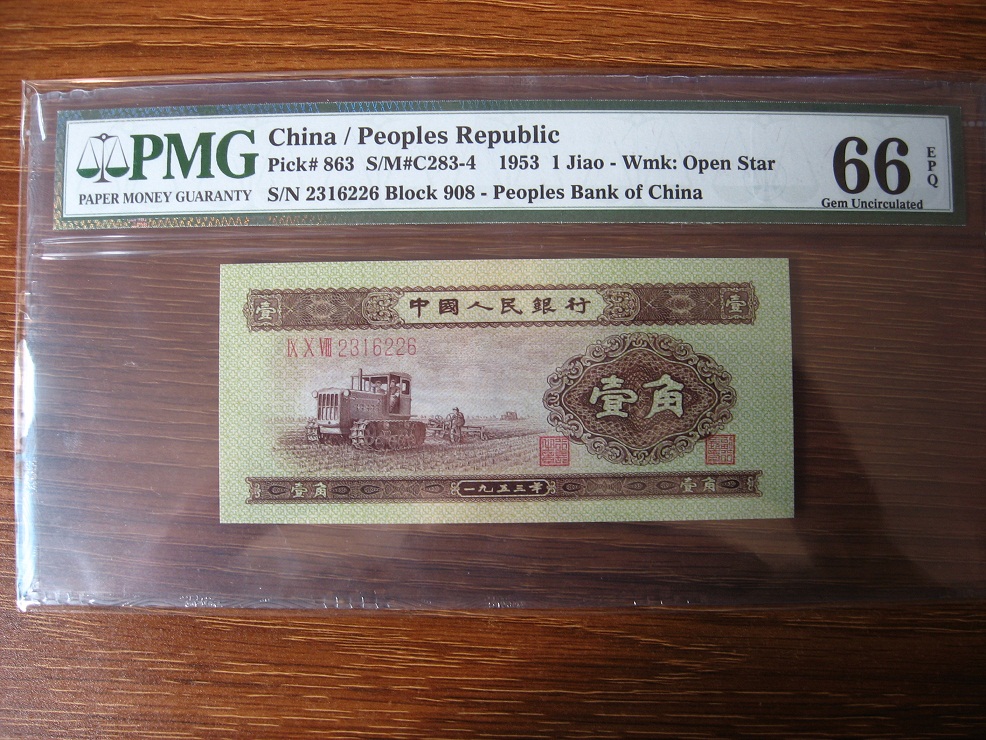 PMG
PAPER MONEY GUARANTY
China / Peoples Republic
Pick# 863 S/M#C283-4 1953 1 Jiao - Wmk: Open Star
S/N 2316226 Block 908 - Peoples Bank of China
66
EPQ
Gem Uncirculated
壹 中國人民銀行 壹
IX X VIII 2316226
壹角
壹角 一九五三年 壹角